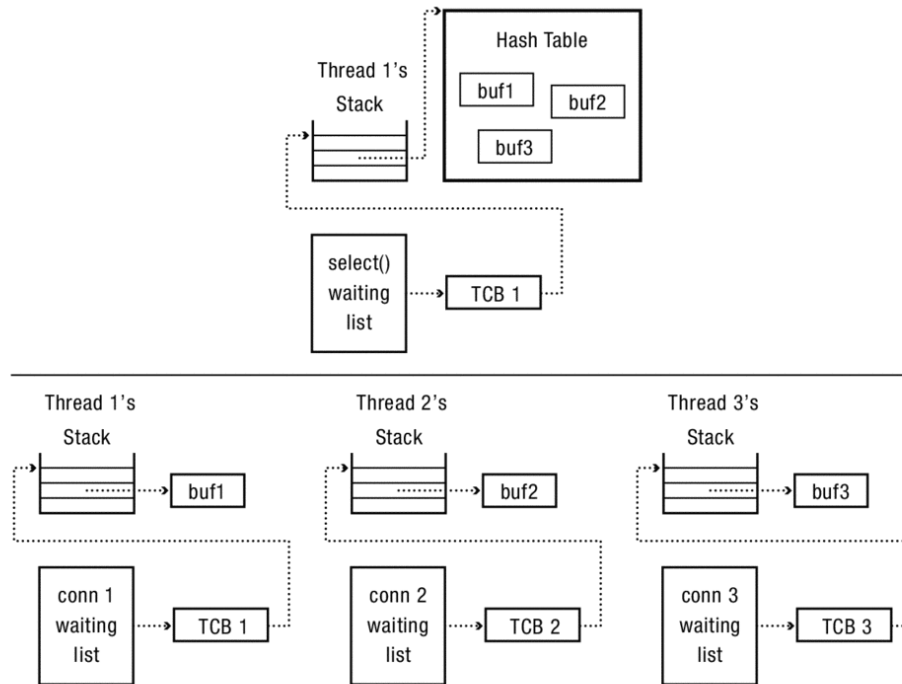 Hash Table
Thread 1's
Stack
buf1
buf2
buf3
select()
waiting
list
TCB 1
Thread 1's
Stack
Thread 2's
Stack
Thread 3's
Stack
buf1
buf2
buf3
conn 1
waiting
list
TCB 1
conn 2
waiting
list
TCB 2
conn 3
waiting
list
TCB 3